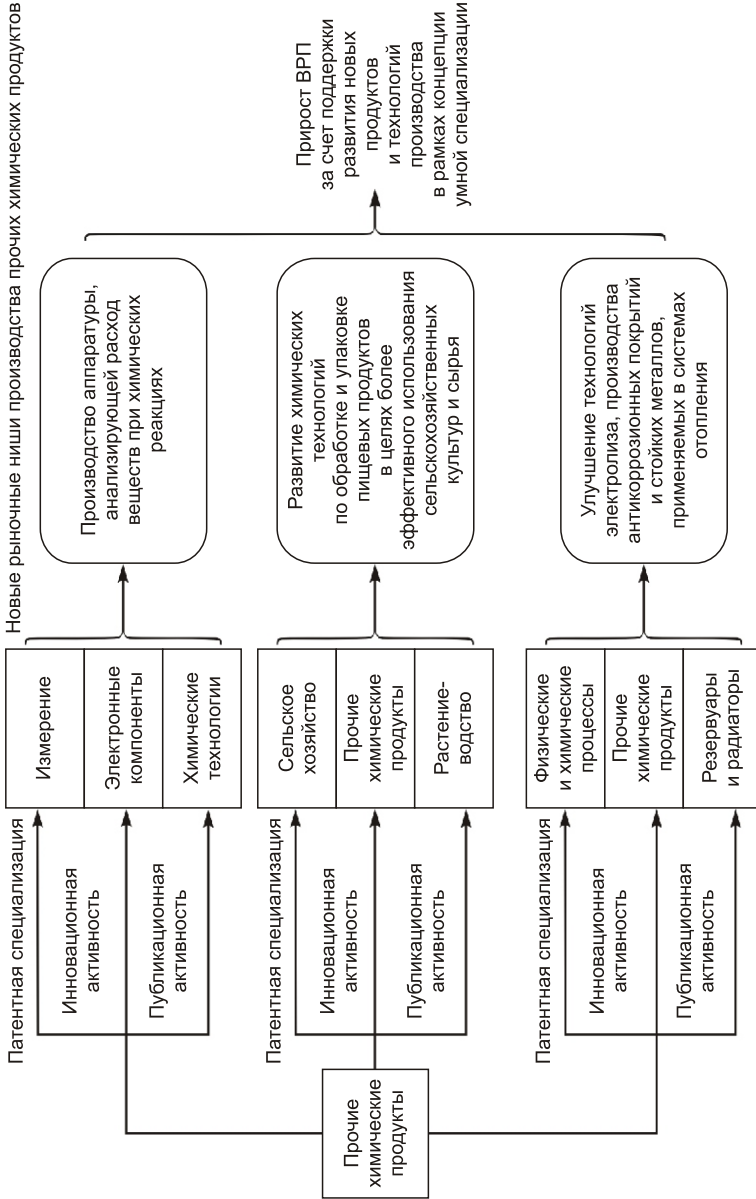 Новые рыночные ниши производства прочих химических продуктов
Прочие
химические
продукты
Патентная специализация
Инновационная
активность
Публикационная
активность
Измерение
Электронные
компоненты
Химические
технологии
Производство аппаратуры,
анализирующей расход
веществ при химических
реакциях
Патентная специализация
Инновационная
активность
Публикационная
активность
Сельское
хозяйство
Прочие
химические
продукты
Растение-
водство
Развитие химических
технологий
по обработке и упаковке
пищевых продуктов
в целях более
эффективного использования
сельскохозяйственных
культур и сырья
Патентная специализация
Инновационная
активность
Публикационная
активность
Физические
и химические
процессы
Прочие
химические
продукты
Резервуары
и радиаторы
Улучшение технологий
электролиза, производства
антикоррозионных покрытий
и стойких металлов,
применяемых в системах
отопления
Прирост ВРП
за счет поддержки
развития новых
продуктов
и технологий
производства
в рамках концепции
умной специализации